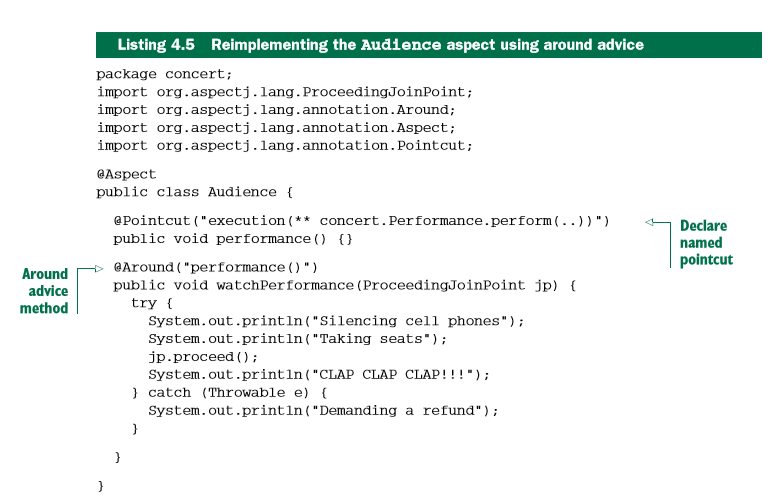 Listing 4.5 Reimplementing the Audience aspect using around advice
package concert;
import org.aspectj.lang.ProceedingJoinPoint;
import org.aspectj.lang.annotation.Around;
import org.aspectj.lang.annotation.Aspect;
import org.aspectj.lang.annotation.Pointcut;
@Aspect
public class Audience {
@Pointcut("execution(** concert.Performance.perform(..))")
public void performance() {}
Declare
named
pointcut
Around
advice
method
@Around("performance()")
public void watchPerformance(ProceedingJoinPoint jp) {
try {
System.out.println("Silencing cell phones");
System.out.println("Taking seats");
jp.proceed();
System.out.println("CLAP CLAP CLAP!!!");
} catch (Throwable e) {
System.out.println("Demanding a refund");
}
}
}